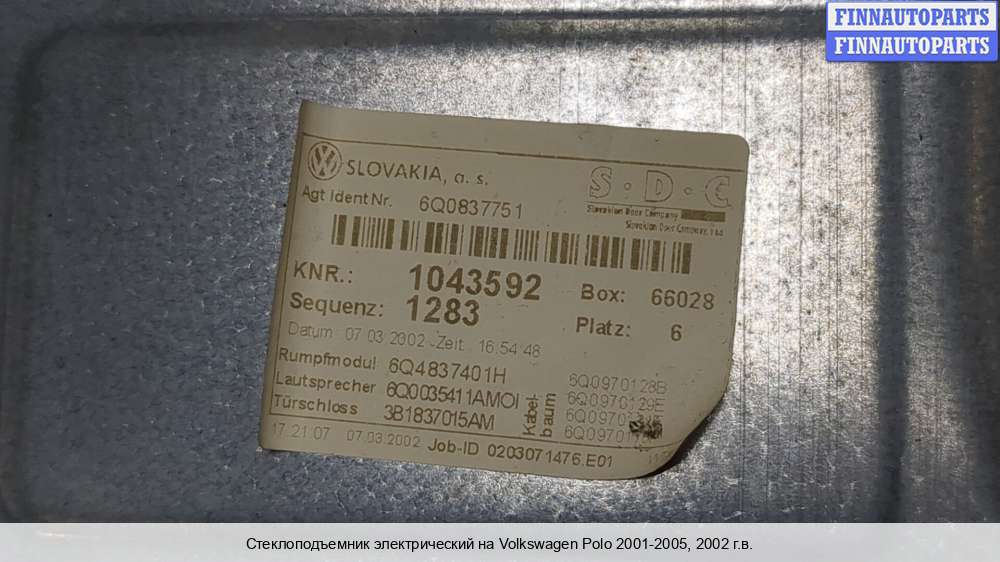 FINNAUTOPARTS
FINNAUTOPARTS
SLOVAKIA, a. s.
S·D·C
Agt Ident Nr. 6Q0837751
Slovakian Door Company
KNR.: 1043592 Box: 66028
Sequenz: 1283 Platz: 6
Datum 07 03 2002 Zeit 16:54:48
Rumpfmodul 6Q4837401H
Lautsprecher 6Q0035411AMOI
Türschloss 3B1837015AM
Kabel-
baum
6Q0970128B
6Q0970129E
17.21.07 07.03.2002 Job-ID 0203071476.E01
Стеклоподъемник электрический на Volkswagen Polo 2001-2005, 2002 г.в.